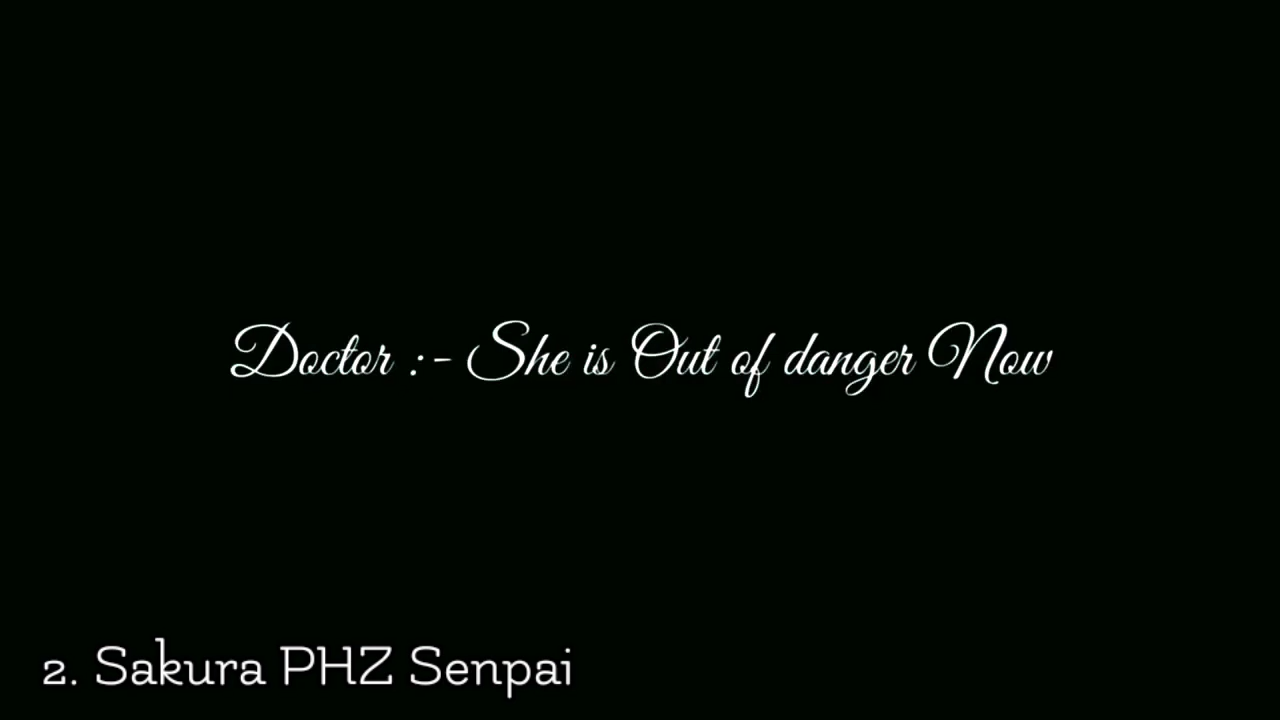 Doctor :- She is Out of danger Now
2. Sakura PHZ Senpai